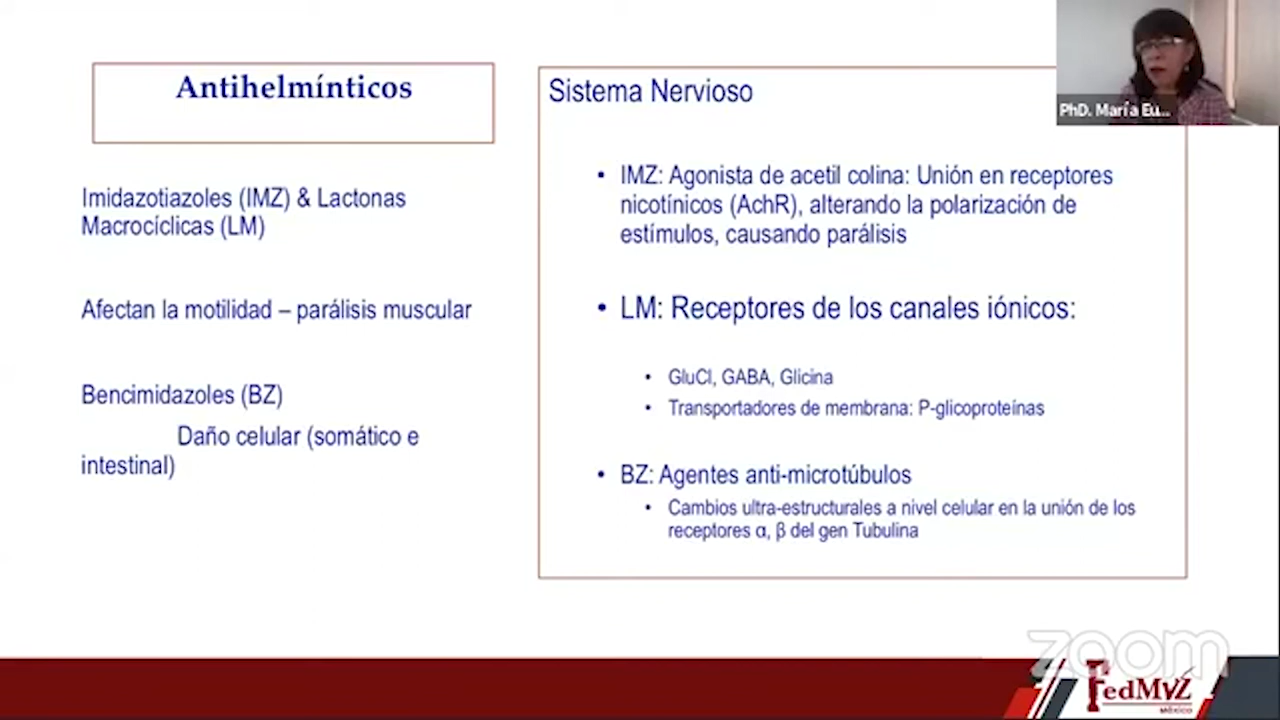 Antihelmínticos
Imidazotiazoles (IMZ) & Lactonas
Macrocíclicas (LM)
Afectan la motilidad – parálisis muscular
Bencimidazoles (BZ)
Daño celular (somático e
intestinal)
Sistema Nervioso
• IMZ: Agonista de acetil colina: Unión en receptores
nicotínicos (AchR), alterando la polarización de
estímulos, causando parálisis
• LM: Receptores de los canales iónicos:
• GluCl, GABA, Glicina
• Transportadores de membrana: P-glicoproteínas
• BZ: Agentes anti-microtúbulos
• Cambios ultra-estructurales a nivel celular en la unión de los
receptores α, β del gen Tubulina
PhD. María Eu...
zoom
FedMVZ
México